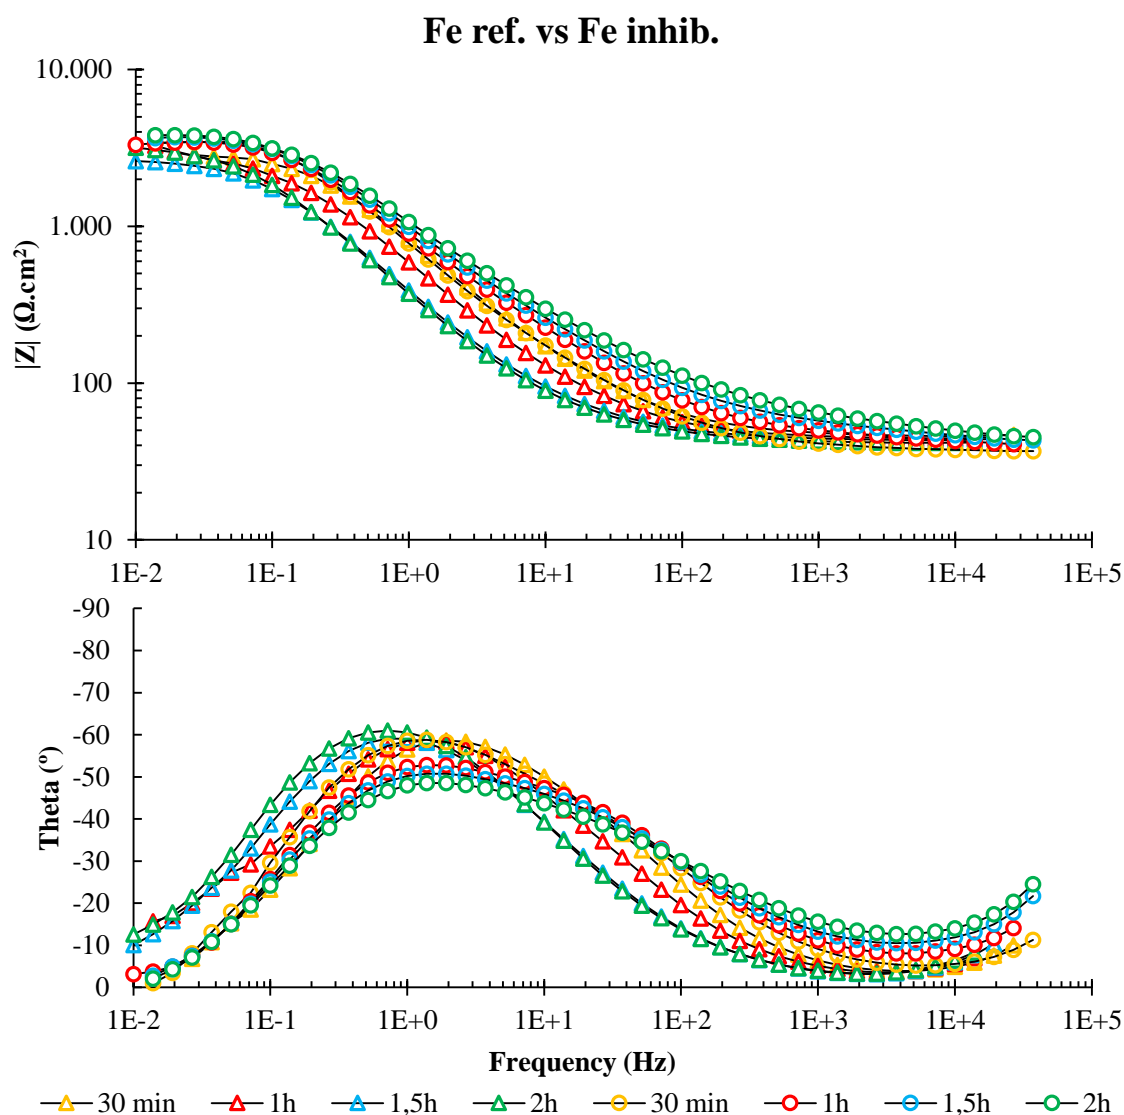 Fe ref. vs Fe inhib.
10.000
1.000
100
10
|Z| (Ω.cm²)
1E-2 1E-1 1E+0 1E+1 1E+2 1E+3 1E+4 1E+5
-90
-80
-70
-60
-50
-40
-30
-20
-10
0
Theta (º)
1E-2 1E-1 1E+0 1E+1 1E+2 1E+3 1E+4 1E+5
Frequency (Hz)
30 min 1h 1,5h 2h 30 min 1h 1,5h 2h